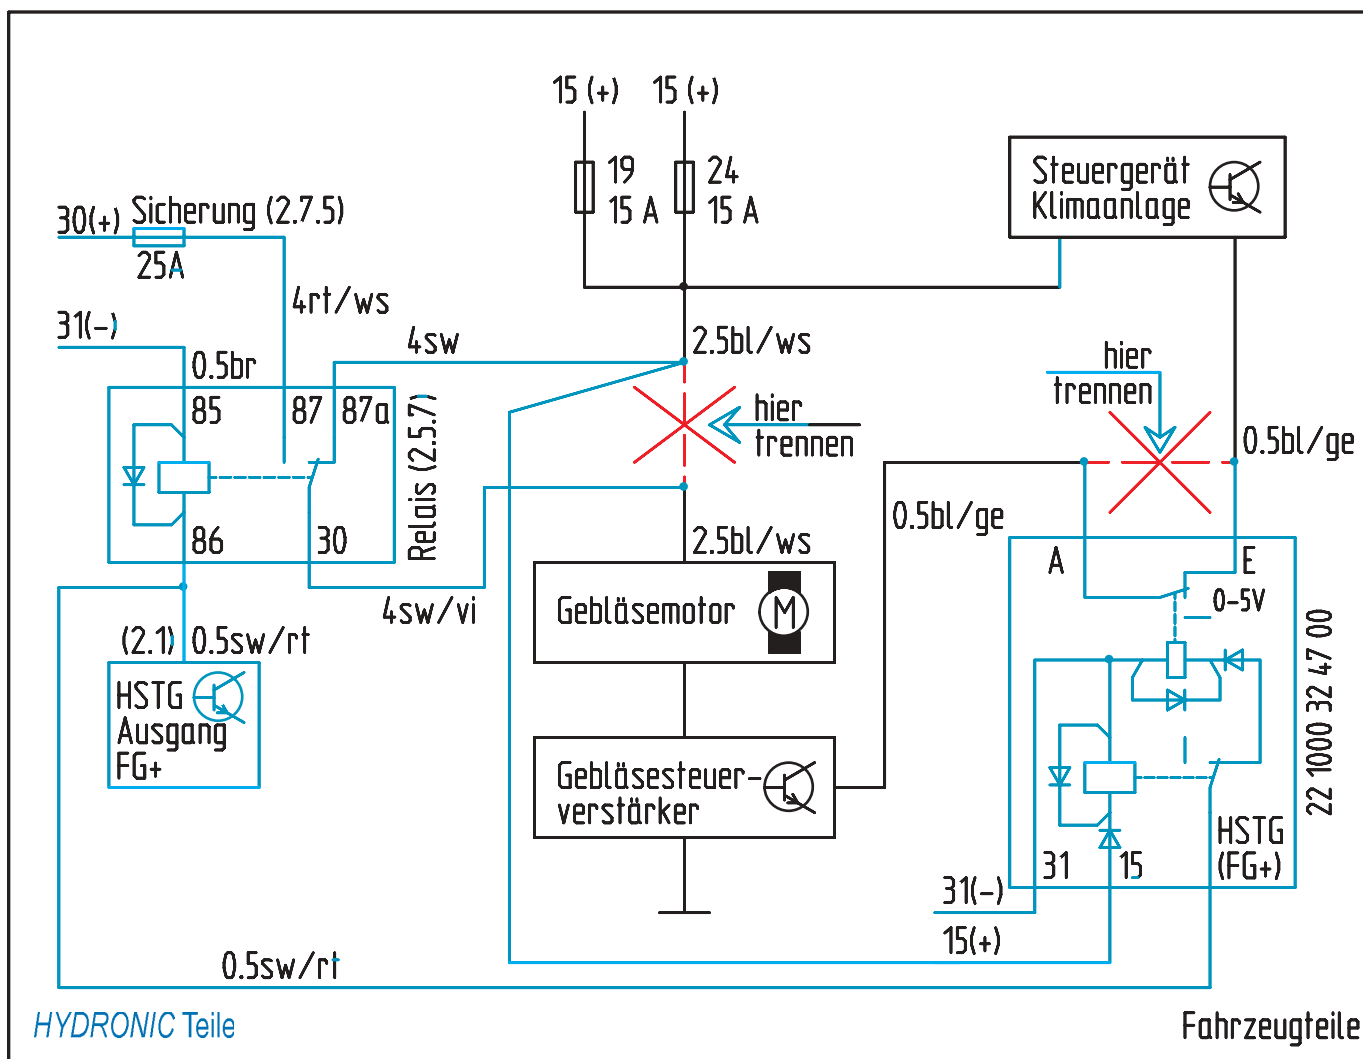 15 (+)
15 (+)
19
15 A
24
15 A
Steuergerät
Klimaanlage
30(+)
Sicherung (2.7.5)
25A
4rt/ws
31(-)
0.5br
4sw
2.5bl/ws
hier
trennen
hier
trennen
85
87
87a
Relais (2.5.7)
86
30
0.5bl/ge
0.5bl/ge
2.5bl/ws
4sw/vi
(2.1)
0.5sw/rt
HSTG
Ausgang
FG+
Gebläsemotor
M
Gebläsesteuer-
verstärker
A
E
0-5V
22 1000 32 47 00
HSTG
(FG+)
31
15
31(-)
15(+)
0.5sw/rt
HYDRONIC Teile
Fahrzeugteile